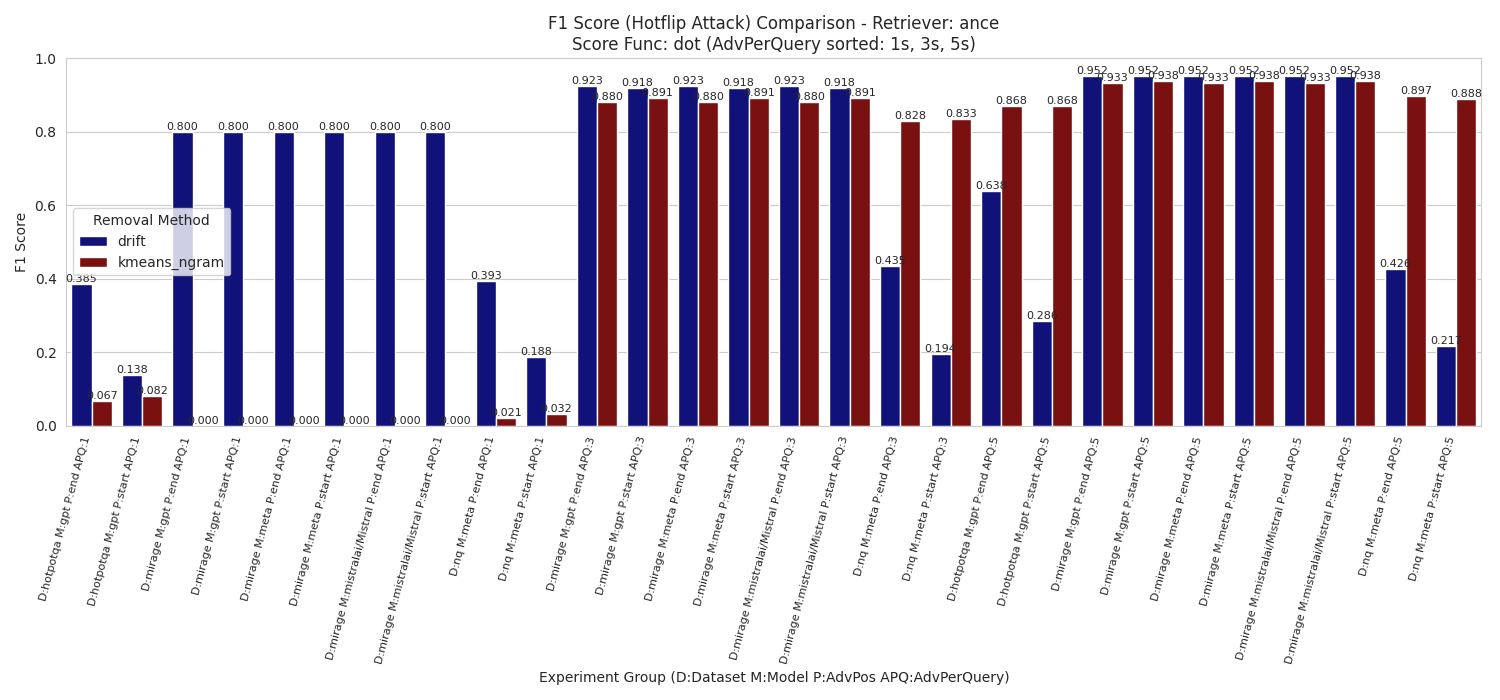 F1 Score (Hotflip Attack) Comparison - Retriever: ance
Score Func: dot (AdvPerQuery sorted: 1s, 3s, 5s)
F1 Score
1.0
0.8
0.6
0.4
0.2
0.0
Removal Method
drift
kmeans_ngram
0.385
0.067
0.138
0.082
0.800
0.000
0.800
0.000
0.800
0.000
0.800
0.000
0.800
0.000
0.800
0.000
0.393
0.021
0.188
0.032
0.923
0.880
0.918
0.891
0.923
0.880
0.918
0.891
0.923
0.880
0.918
0.891
0.435
0.828
0.194
0.833
0.638
0.868
0.286
0.868
0.952
0.933
0.952
0.938
0.952
0.933
0.952
0.938
0.952
0.933
0.952
0.938
0.426
0.897
0.217
0.888
D:hotpotqa M:gpt P:end APQ:1
D:hotpotqa M:gpt P:start APQ:1
D:mirage M:gpt P:end APQ:1
D:mirage M:gpt P:start APQ:1
D:mirage M:meta P:end APQ:1
D:mirage M:meta P:start APQ:1
D:mirage M:mistralai/Mistral P:end APQ:1
D:mirage M:mistralai/Mistral P:start APQ:1
D:nq M:meta P:end APQ:1
D:nq M:meta P:start APQ:1
D:mirage M:gpt P:end APQ:3
D:mirage M:gpt P:start APQ:3
D:mirage M:meta P:end APQ:3
D:mirage M:meta P:start APQ:3
D:mirage M:mistralai/Mistral P:end APQ:3
D:mirage M:mistralai/Mistral P:start APQ:3
D:nq M:meta P:end APQ:3
D:nq M:meta P:start APQ:3
D:hotpotqa M:gpt P:end APQ:5
D:hotpotqa M:gpt P:start APQ:5
D:mirage M:gpt P:end APQ:5
D:mirage M:gpt P:start APQ:5
D:mirage M:meta P:end APQ:5
D:mirage M:meta P:start APQ:5
D:mirage M:mistralai/Mistral P:end APQ:5
D:mirage M:mistralai/Mistral P:start APQ:5
D:nq M:meta P:end APQ:5
D:nq M:meta P:start APQ:5
Experiment Group (D:Dataset M:Model P:AdvPos APQ:AdvPerQuery)